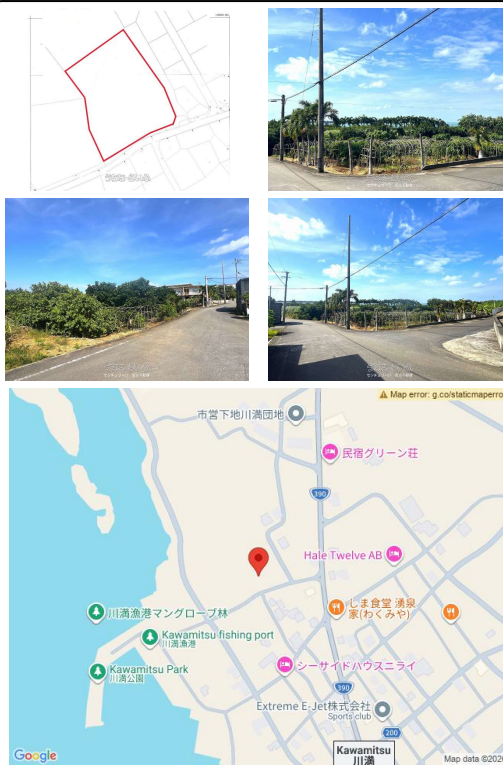 ⚠ Map error: g.co/staticmaperro
市営下地川満団地
民宿グリーン荘
390
Hale Twelve AB
しま食堂 湧泉
家(わくみや)
川満漁港マングローブ林
Kawamitsu fishing port
川満漁港
シーサイドハウスニライ
Kawamitsu Park
川満公園
390
Extreme E-Jet株式会社
Sports club
200
Kawamitsu
川満
Google
Map data ©202